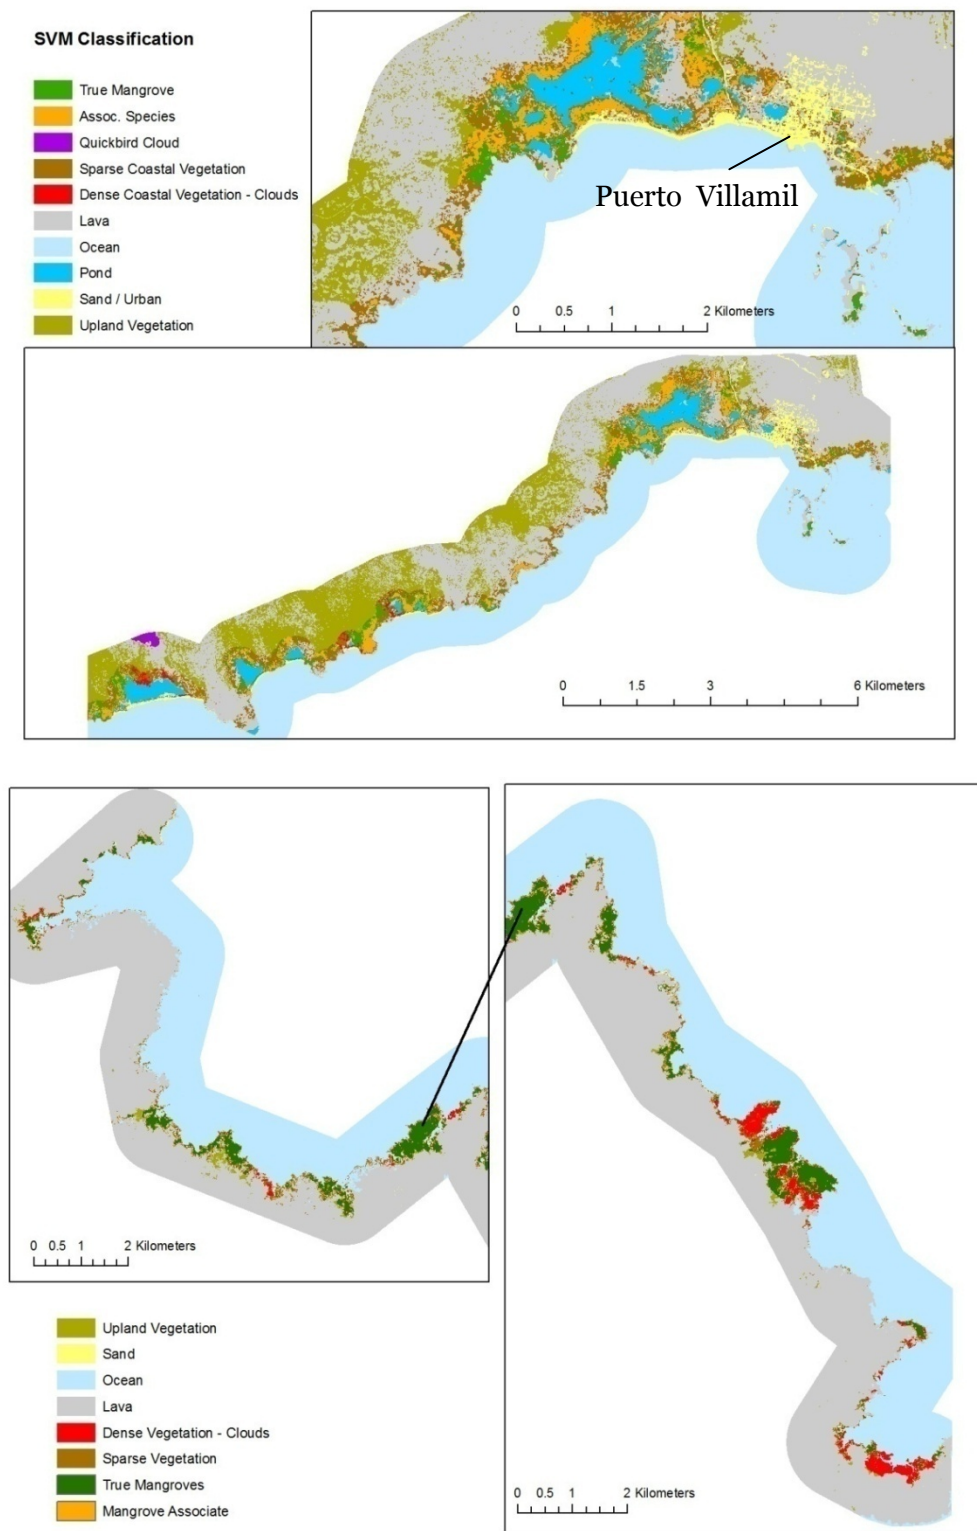 SVM Classification
True Mangrove
Assoc. Species
Quickbird Cloud
Sparse Coastal Vegetation
Dense Coastal Vegetation - Clouds
Lava
Ocean
Pond
Sand / Urban
Upland Vegetation
Puerto Villamil
0 0.5 1 2 Kilometers
0 1.5 3 6 Kilometers
0 0.5 1 2 Kilometers
0 0.5 1 2 Kilometers
Upland Vegetation
Sand
Ocean
Lava
Dense Vegetation - Clouds
Sparse Vegetation
True Mangroves
Mangrove Associate